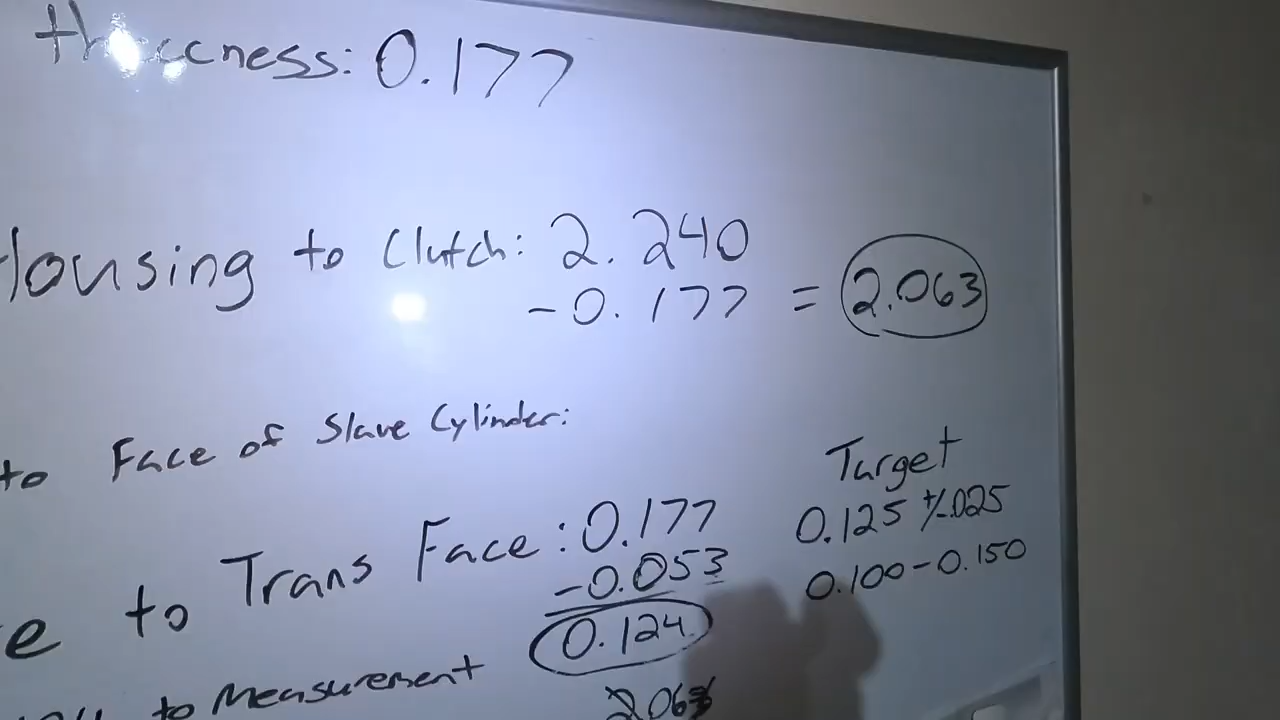 thiccness: 0.177
Housing to Clutch: 2.240
-0.177 = 2.063
to Face of Slave Cylinder:
Target
to Trans Face: 0.177
0.125 +/-.025
-0.053
0.100-0.150
0.124
to Measurement